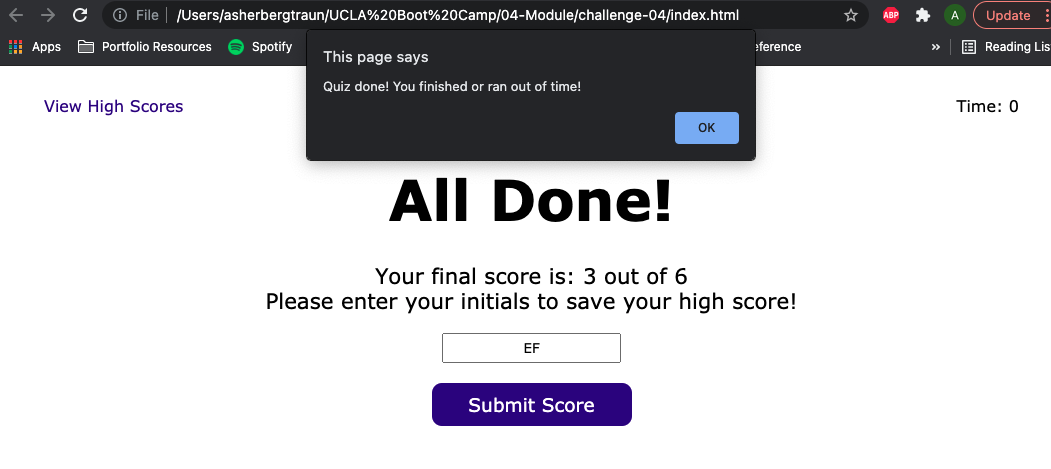 File /Users/asherbergtraun/UCLA%20Boot%20Camp/04-Module/challenge-04/index.html ABP A Update
Apps Portfolio Resources Spotify eference » Reading Lis
This page says
Quiz done! You finished or ran out of time!
OK
View High Scores
Time: 0
All Done!
Your final score is: 3 out of 6
Please enter your initials to save your high score!
EF
Submit Score